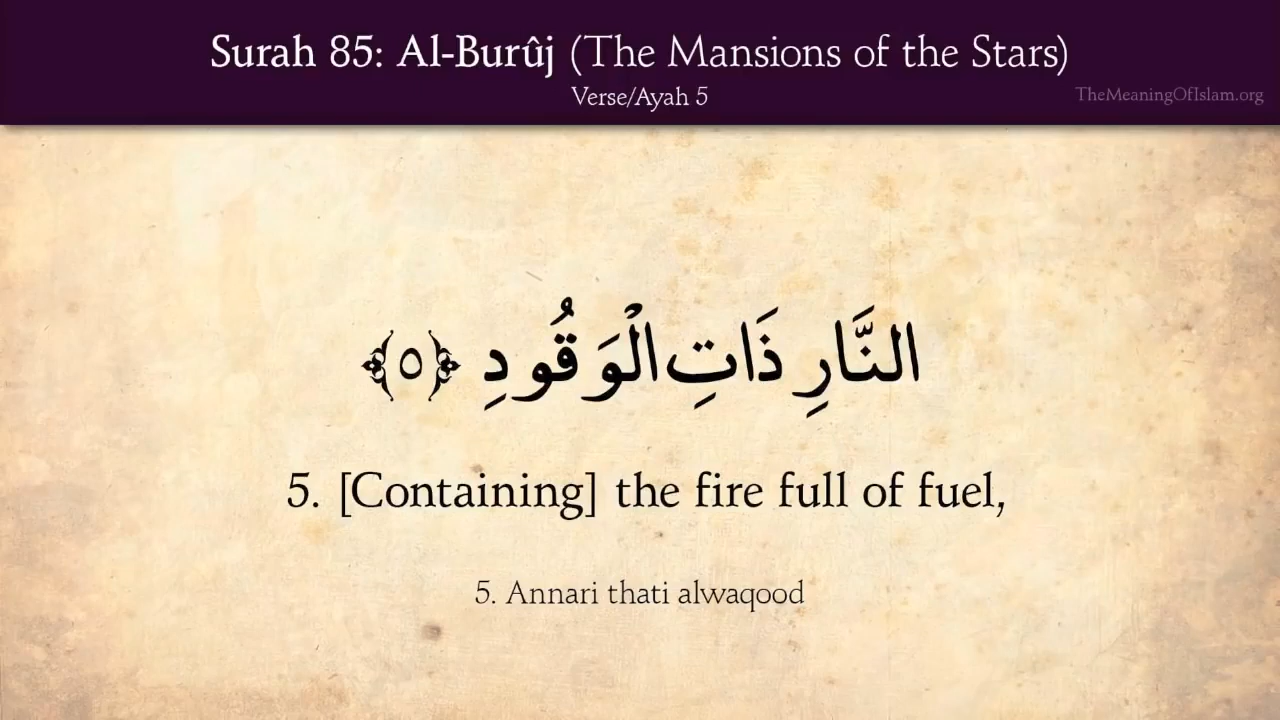 Surah 85: Al-Burûj (The Mansions of the Stars)
Verse/Ayah 5
TheMeaningOfIslam.org
النَّارِ ذَاتِ الْوَقُودِ ﴿٥﴾
5. [Containing] the fire full of fuel,
5. Annari thati alwaqood